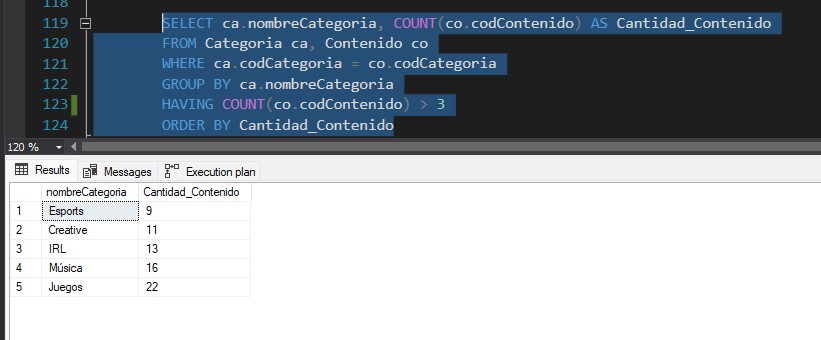 118
119 SELECT ca.nombreCategoria, COUNT(co.codContenido) AS Cantidad_Contenido
120 FROM Categoria ca, Contenido co
121 WHERE ca.codCategoria = co.codCategoria
122 GROUP BY ca.nombreCategoria
123 HAVING COUNT(co.codContenido) > 3
124 ORDER BY Cantidad_Contenido
120 %
Results Messages Execution plan
nombreCategoria Cantidad_Contenido
1 Esports 9
2 Creative 11
3 IRL 13
4 Música 16
5 Juegos 22